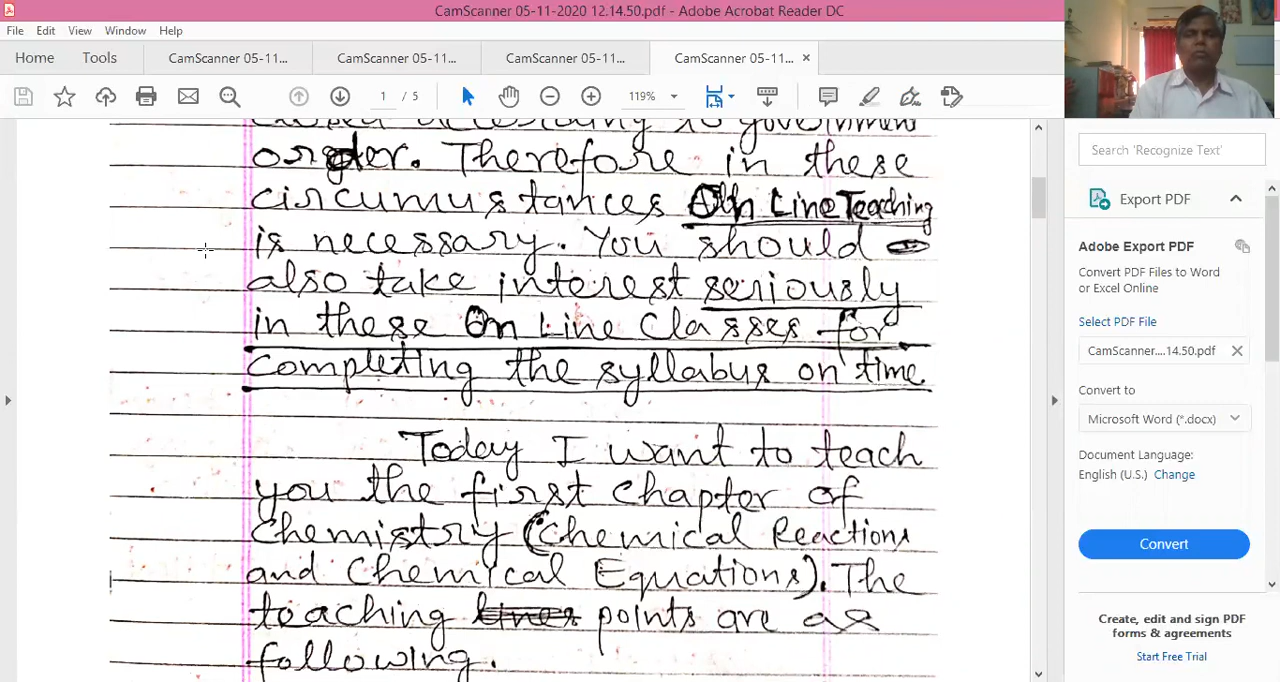 CamScanner 05-11-2020 12.14.50.pdf - Adobe Acrobat Reader DC
File Edit View Window Help
Home Tools CamScanner 05-11... CamScanner 05-11... CamScanner 05-11... CamScanner 05-11... ×
1 / 5 119%
closed according to government
order. Therefore in these
circumustances On Line Teaching
is necessary. You should
also take interest seriously
in these On Line Classes for
completing the syllabus on time.
Today I want to teach
you the first chapter of
chemistry (Chemical Reactions
and Chemical Equations). The
teaching points are as
following.
Search 'Recognize Text'
Export PDF
Adobe Export PDF
Convert PDF Files to Word
or Excel Online
Select PDF File
CamScanner....14.50.pdf
Convert to
Microsoft Word (*.docx)
Document Language:
English (U.S.) Change
Convert
Create, edit and sign PDF
forms & agreements
Start Free Trial